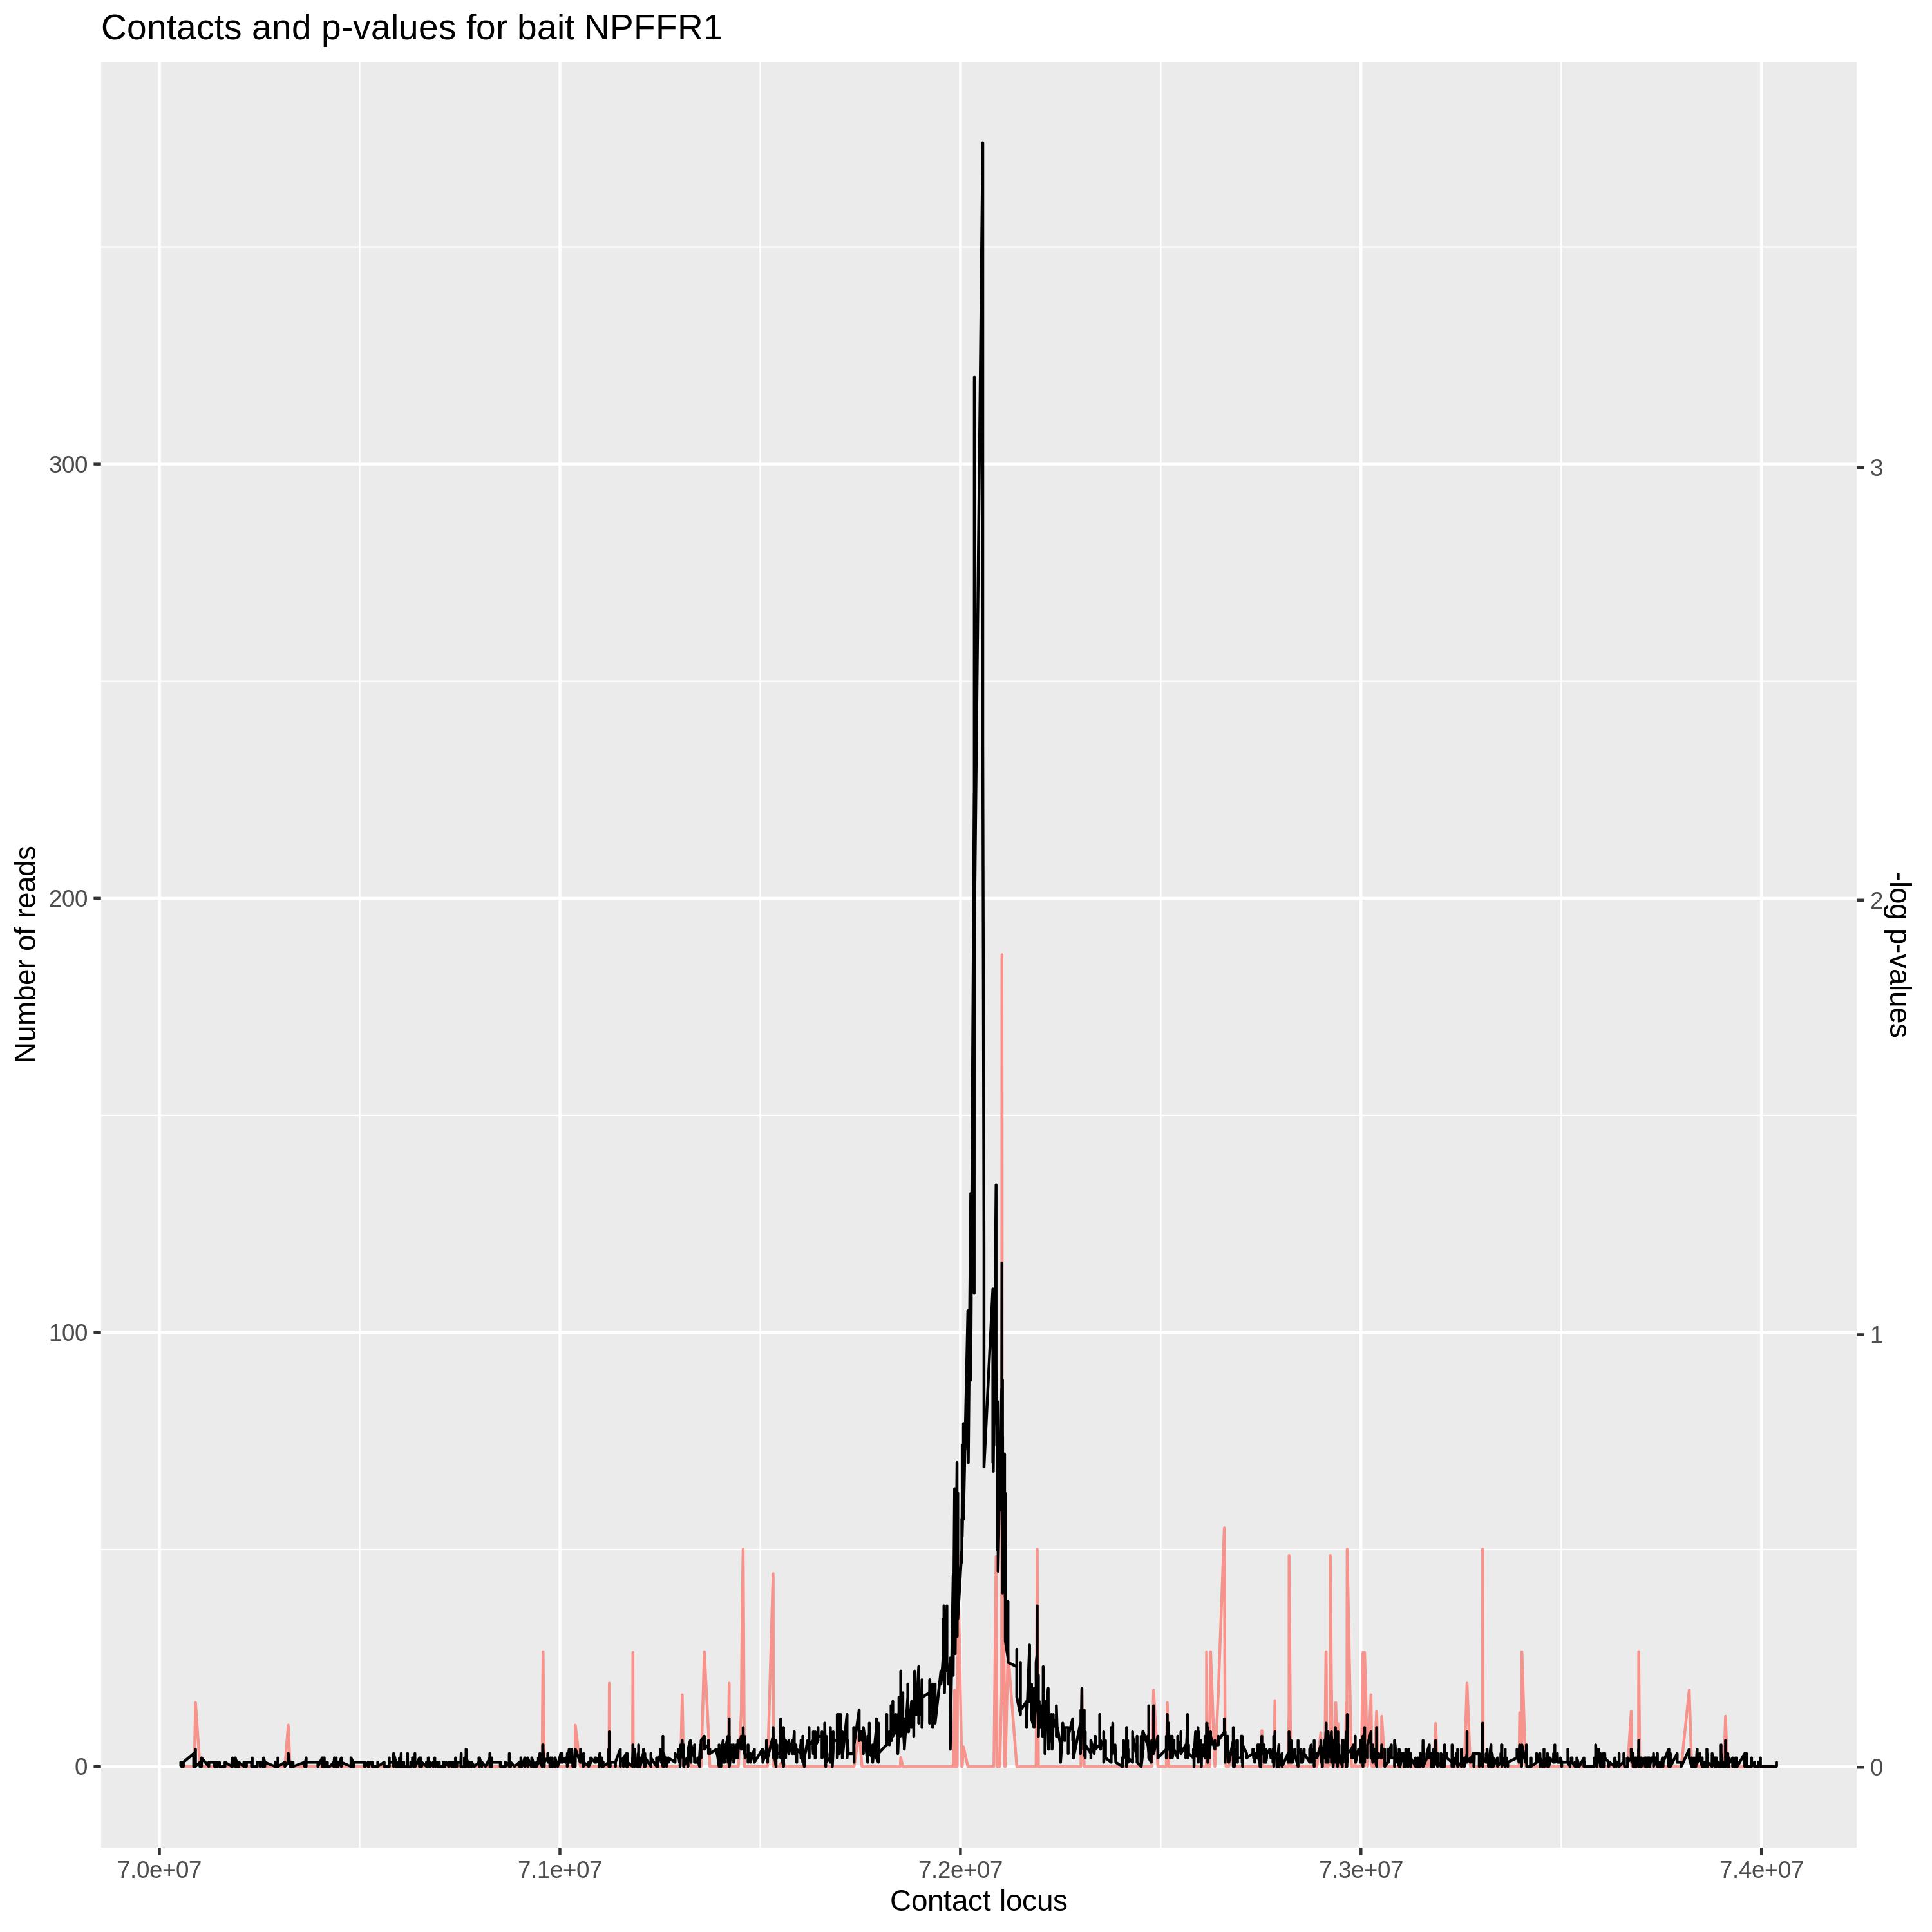 Contacts and p-values for bait NPFFR1
Number of reads
300
200
100
0
3
2
1
0
-log p-values
7.0e+07
7.1e+07
7.2e+07
7.3e+07
7.4e+07
Contact locus